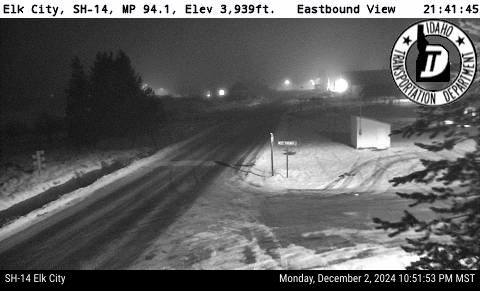 Elk City, SH-14, MP 94.1, Elev 3,939ft. Eastbound View 21:41:45
IDAHO
TRANSPORTATION DEPARTMENT
SH-14 Elk City Monday, December 2, 2024 10:51:53 PM MST